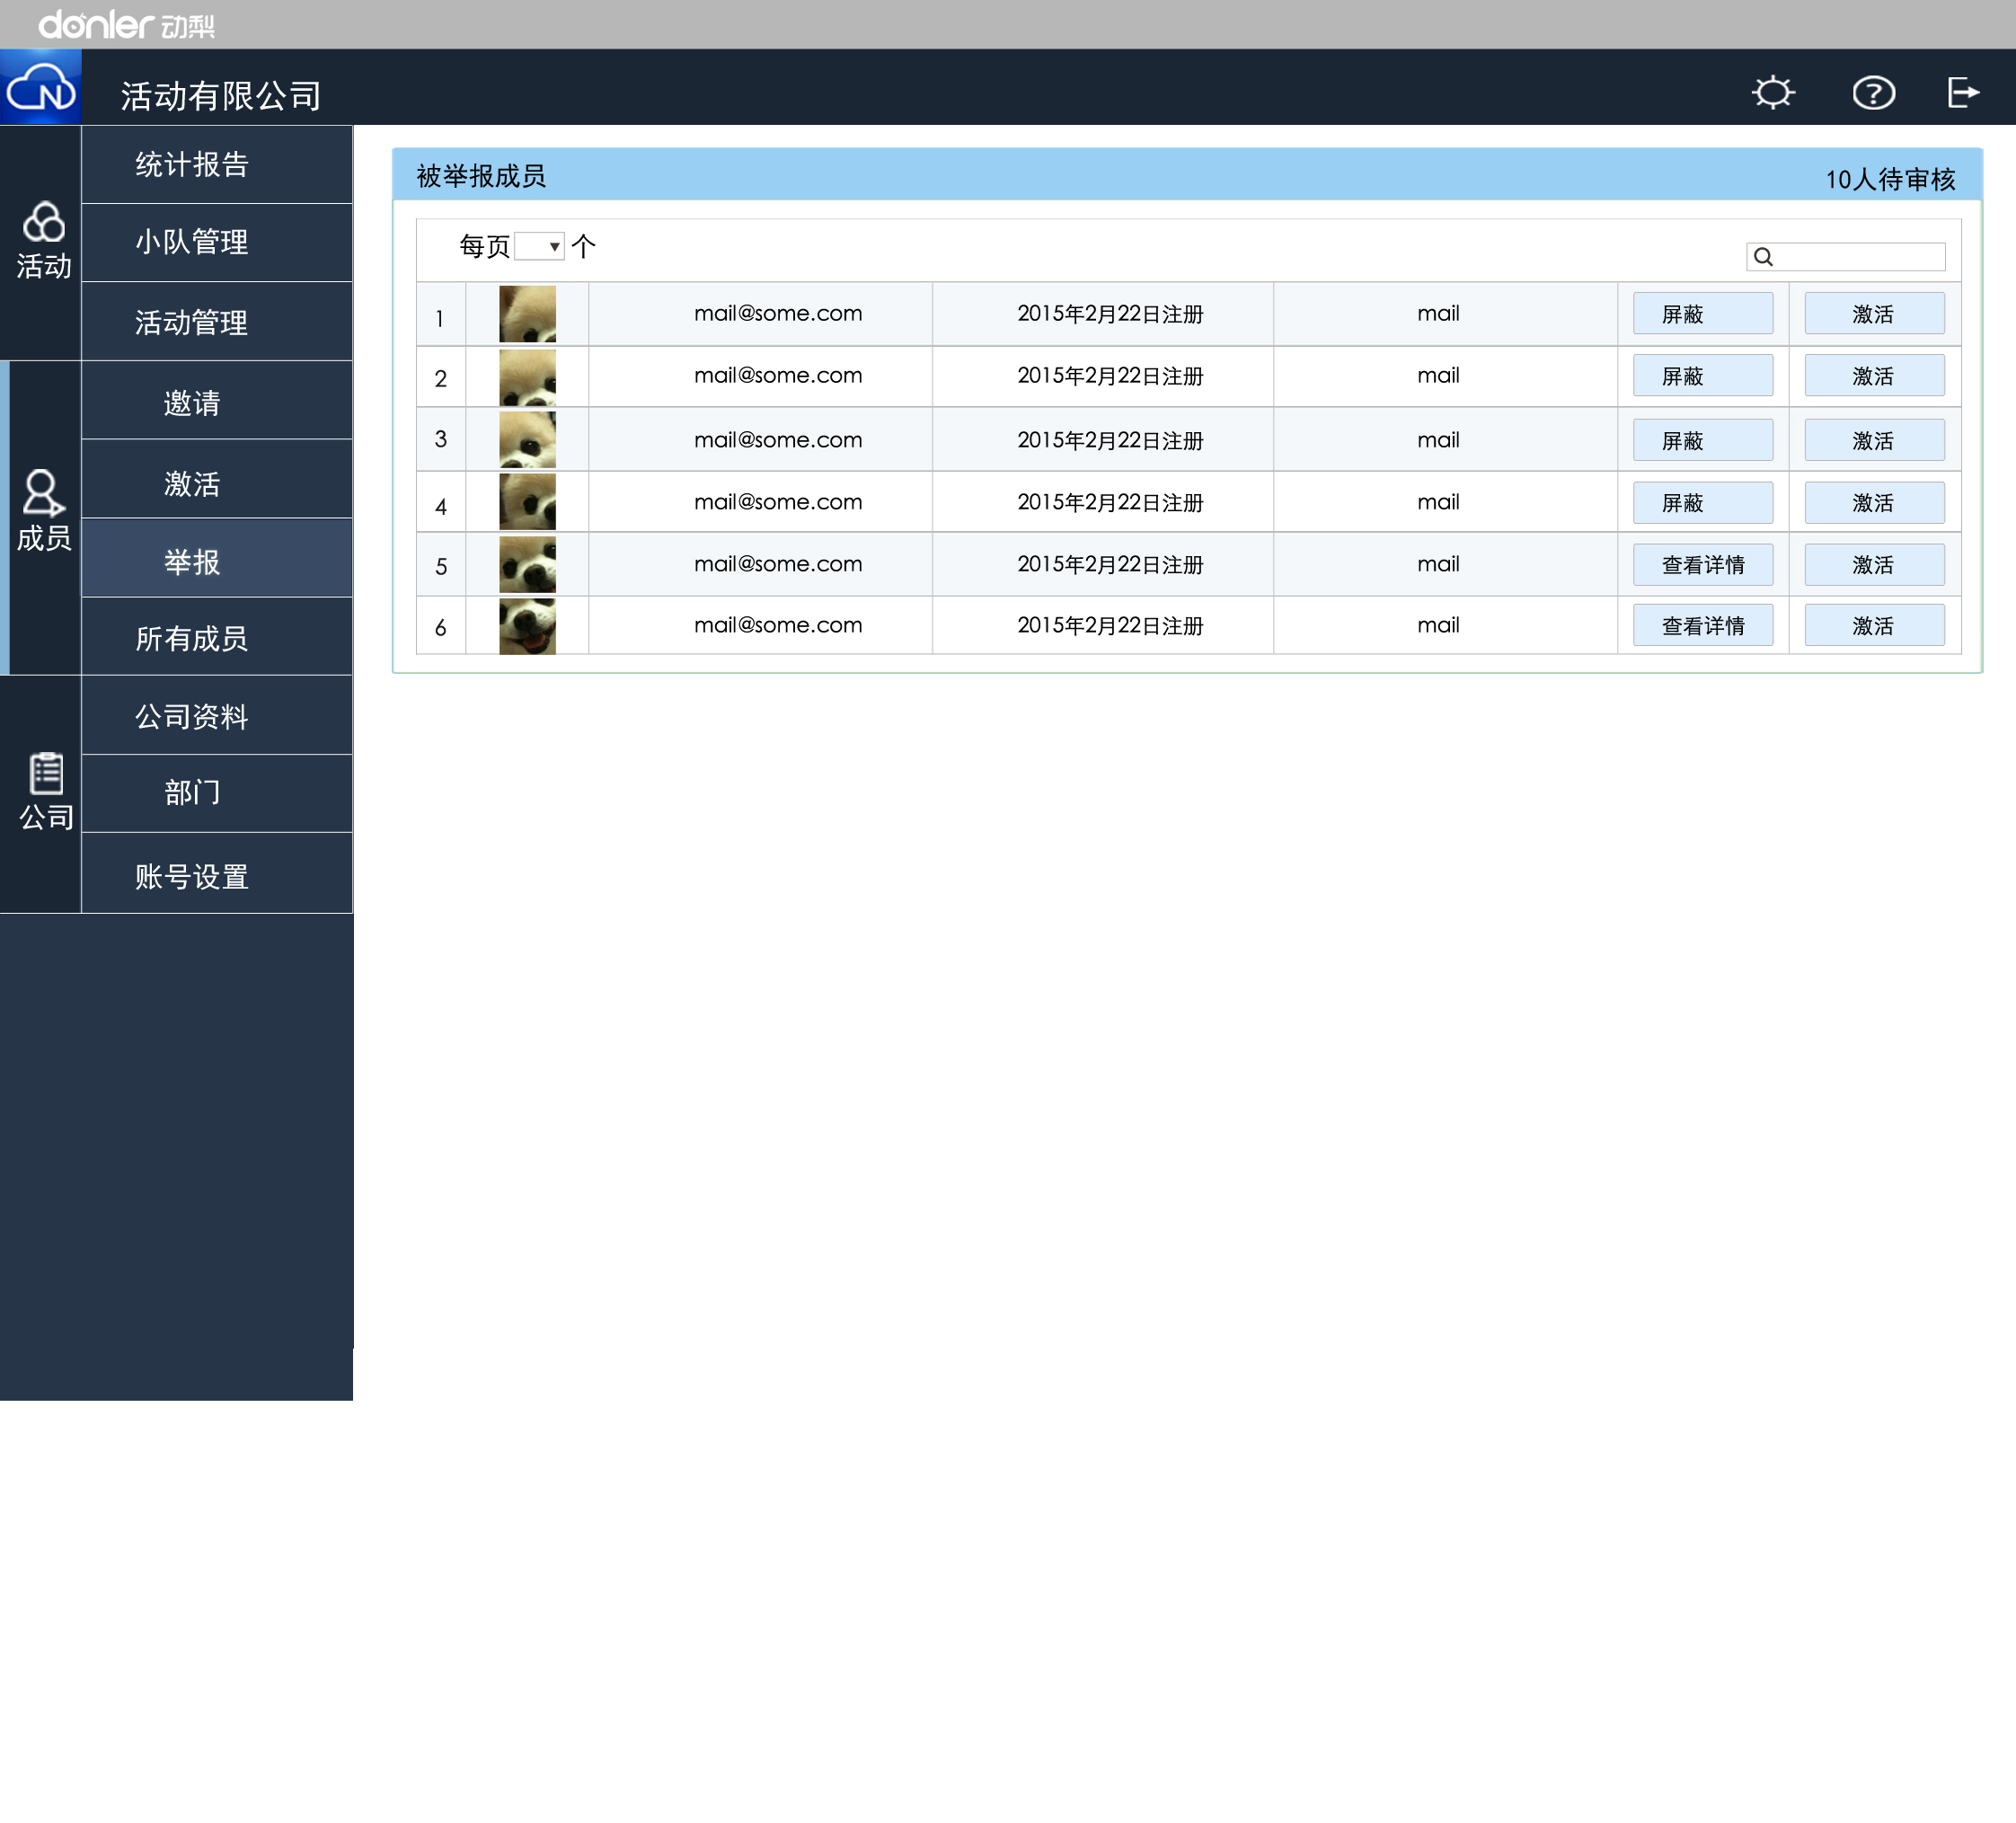 donler 动梨
活动有限公司
活动
统计报告
小队管理
活动管理
成员
邀请
激活
举报
所有成员
公司
公司资料
部门
账号设置
被举报成员 10人待审核
每页 个
1 mail@some.com 2015年2月22日注册 mail 屏蔽 激活
2 mail@some.com 2015年2月22日注册 mail 屏蔽 激活
3 mail@some.com 2015年2月22日注册 mail 屏蔽 激活
4 mail@some.com 2015年2月22日注册 mail 屏蔽 激活
5 mail@some.com 2015年2月22日注册 mail 查看详情 激活
6 mail@some.com 2015年2月22日注册 mail 查看详情 激活